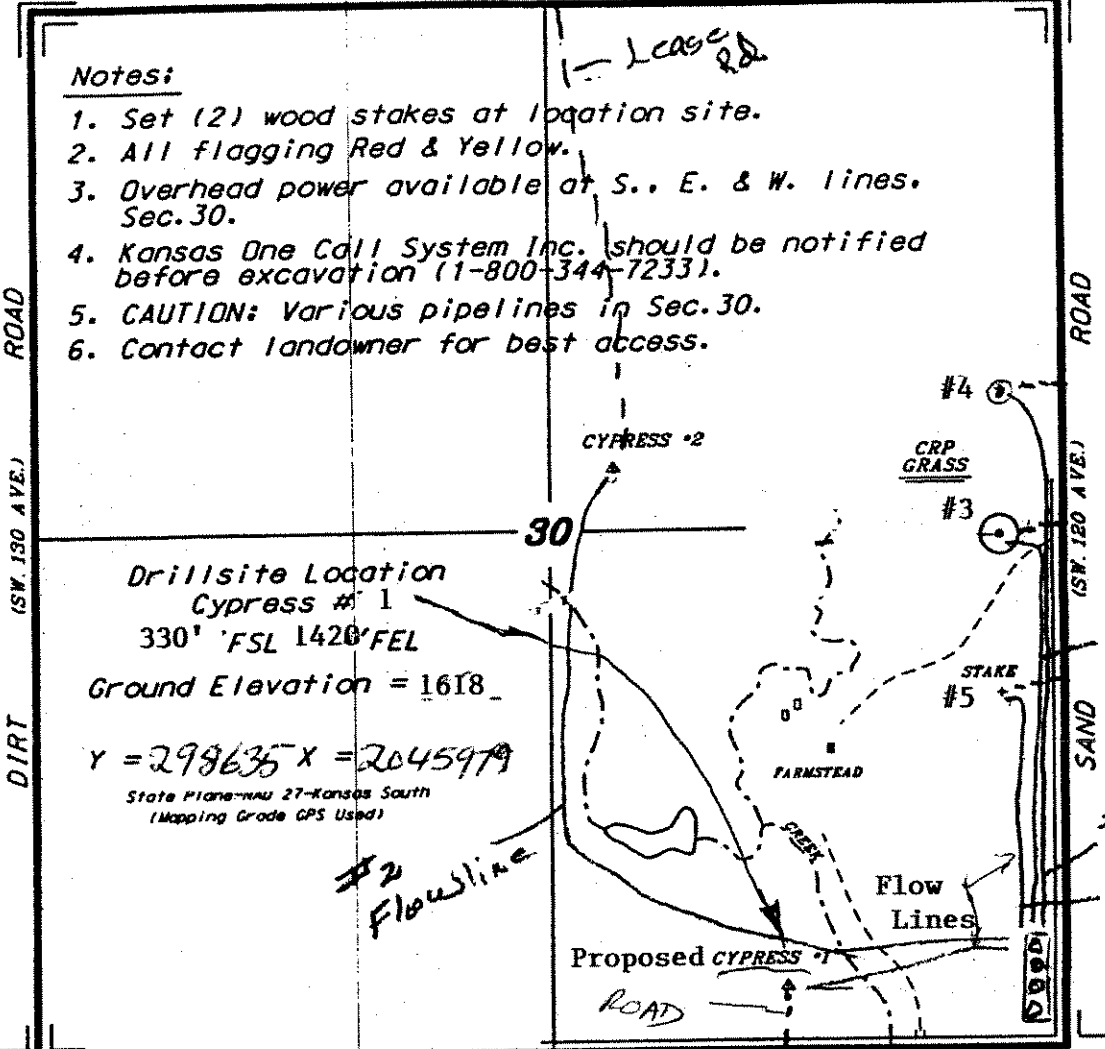 Lease
Rd
Notes:
1. Set (2) wood stakes at location site.
2. All flagging Red & Yellow.
3. Overhead power available at S.. E. & W. lines.
Sec.30.
4. Kansas One Call System Inc. should be notified
before excavation (1-800-344-7233).
5. CAUTION: Various pipelines in Sec.30.
6. Contact landowner for best access.
ROAD
(SW. 130 AVE.)
DIRT
ROAD
(SW. 120 AVE.)
SAND
#4
CYPRESS #2
CRP
GRASS
#3
30
Drillsite Location
Cypress # 1
330' FSL 1420' FEL
Ground Elevation = 1618
Y = 298635 X = 2045979
State Plane-NAD 27-Kansas South
(Mapping Grade GPS Used)
STAKE
#5
FARMSTEAD
CREEK
#2
Flowline
Flow
Lines
Proposed CYPRESS #1
ROAD